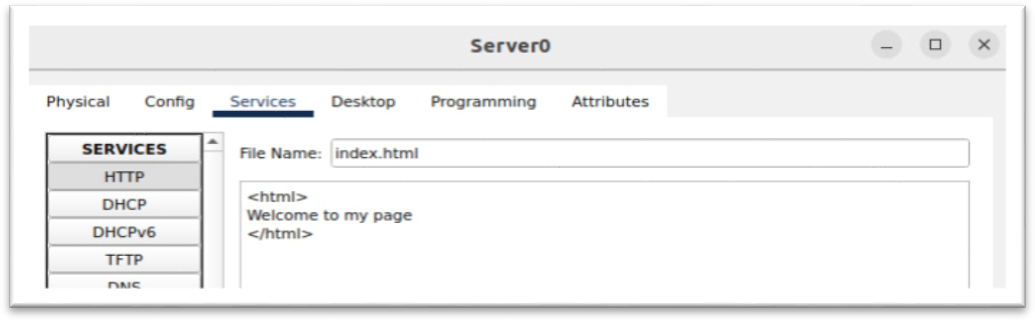 Server0
Physical Config Services Desktop Programming Attributes
SERVICES
HTTP
DHCP
DHCPv6
TFTP
DNS
File Name: index.html
<html>
Welcome to my page
</html>